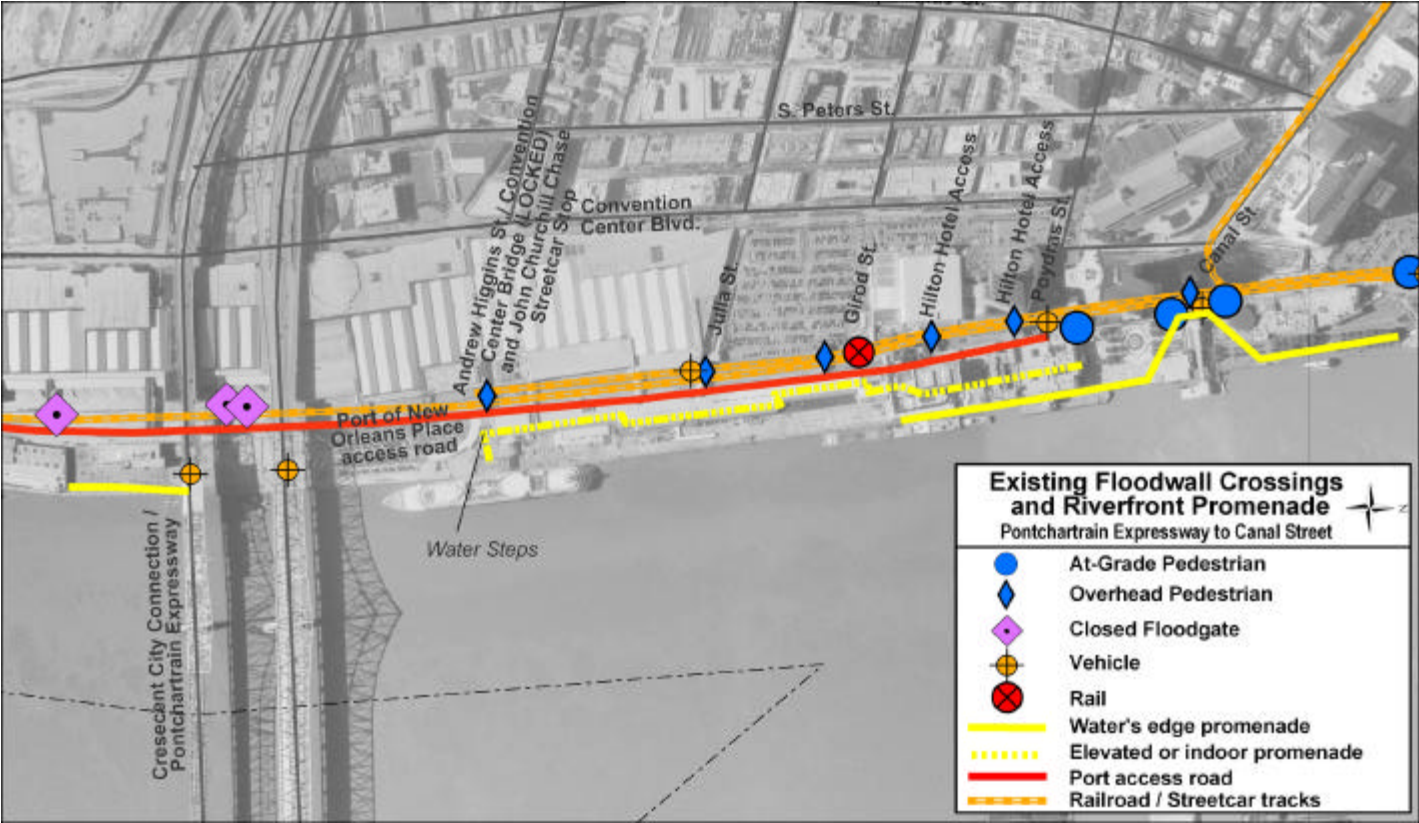 S. Peters St.
Convention
Center Blvd.
Andrew Higgins St./ Convention
Center Bridge (LOCKED)
and John Churchill Chase
Streetcar Stop
Julia St.
Girod St.
Hilton Hotel Access
Hilton Hotel Access
Poydras St.
Canal St.
Port of New
Orleans Place
access road
Water Steps
Cresecent City Connection /
Pontchartrain Expressway
Existing Floodwall Crossings
and Riverfront Promenade
Pontchartrain Expressway to Canal Street
N
At-Grade Pedestrian
Overhead Pedestrian
Closed Floodgate
Vehicle
Rail
Water's edge promenade
Elevated or indoor promenade
Port access road
Railroad / Streetcar tracks